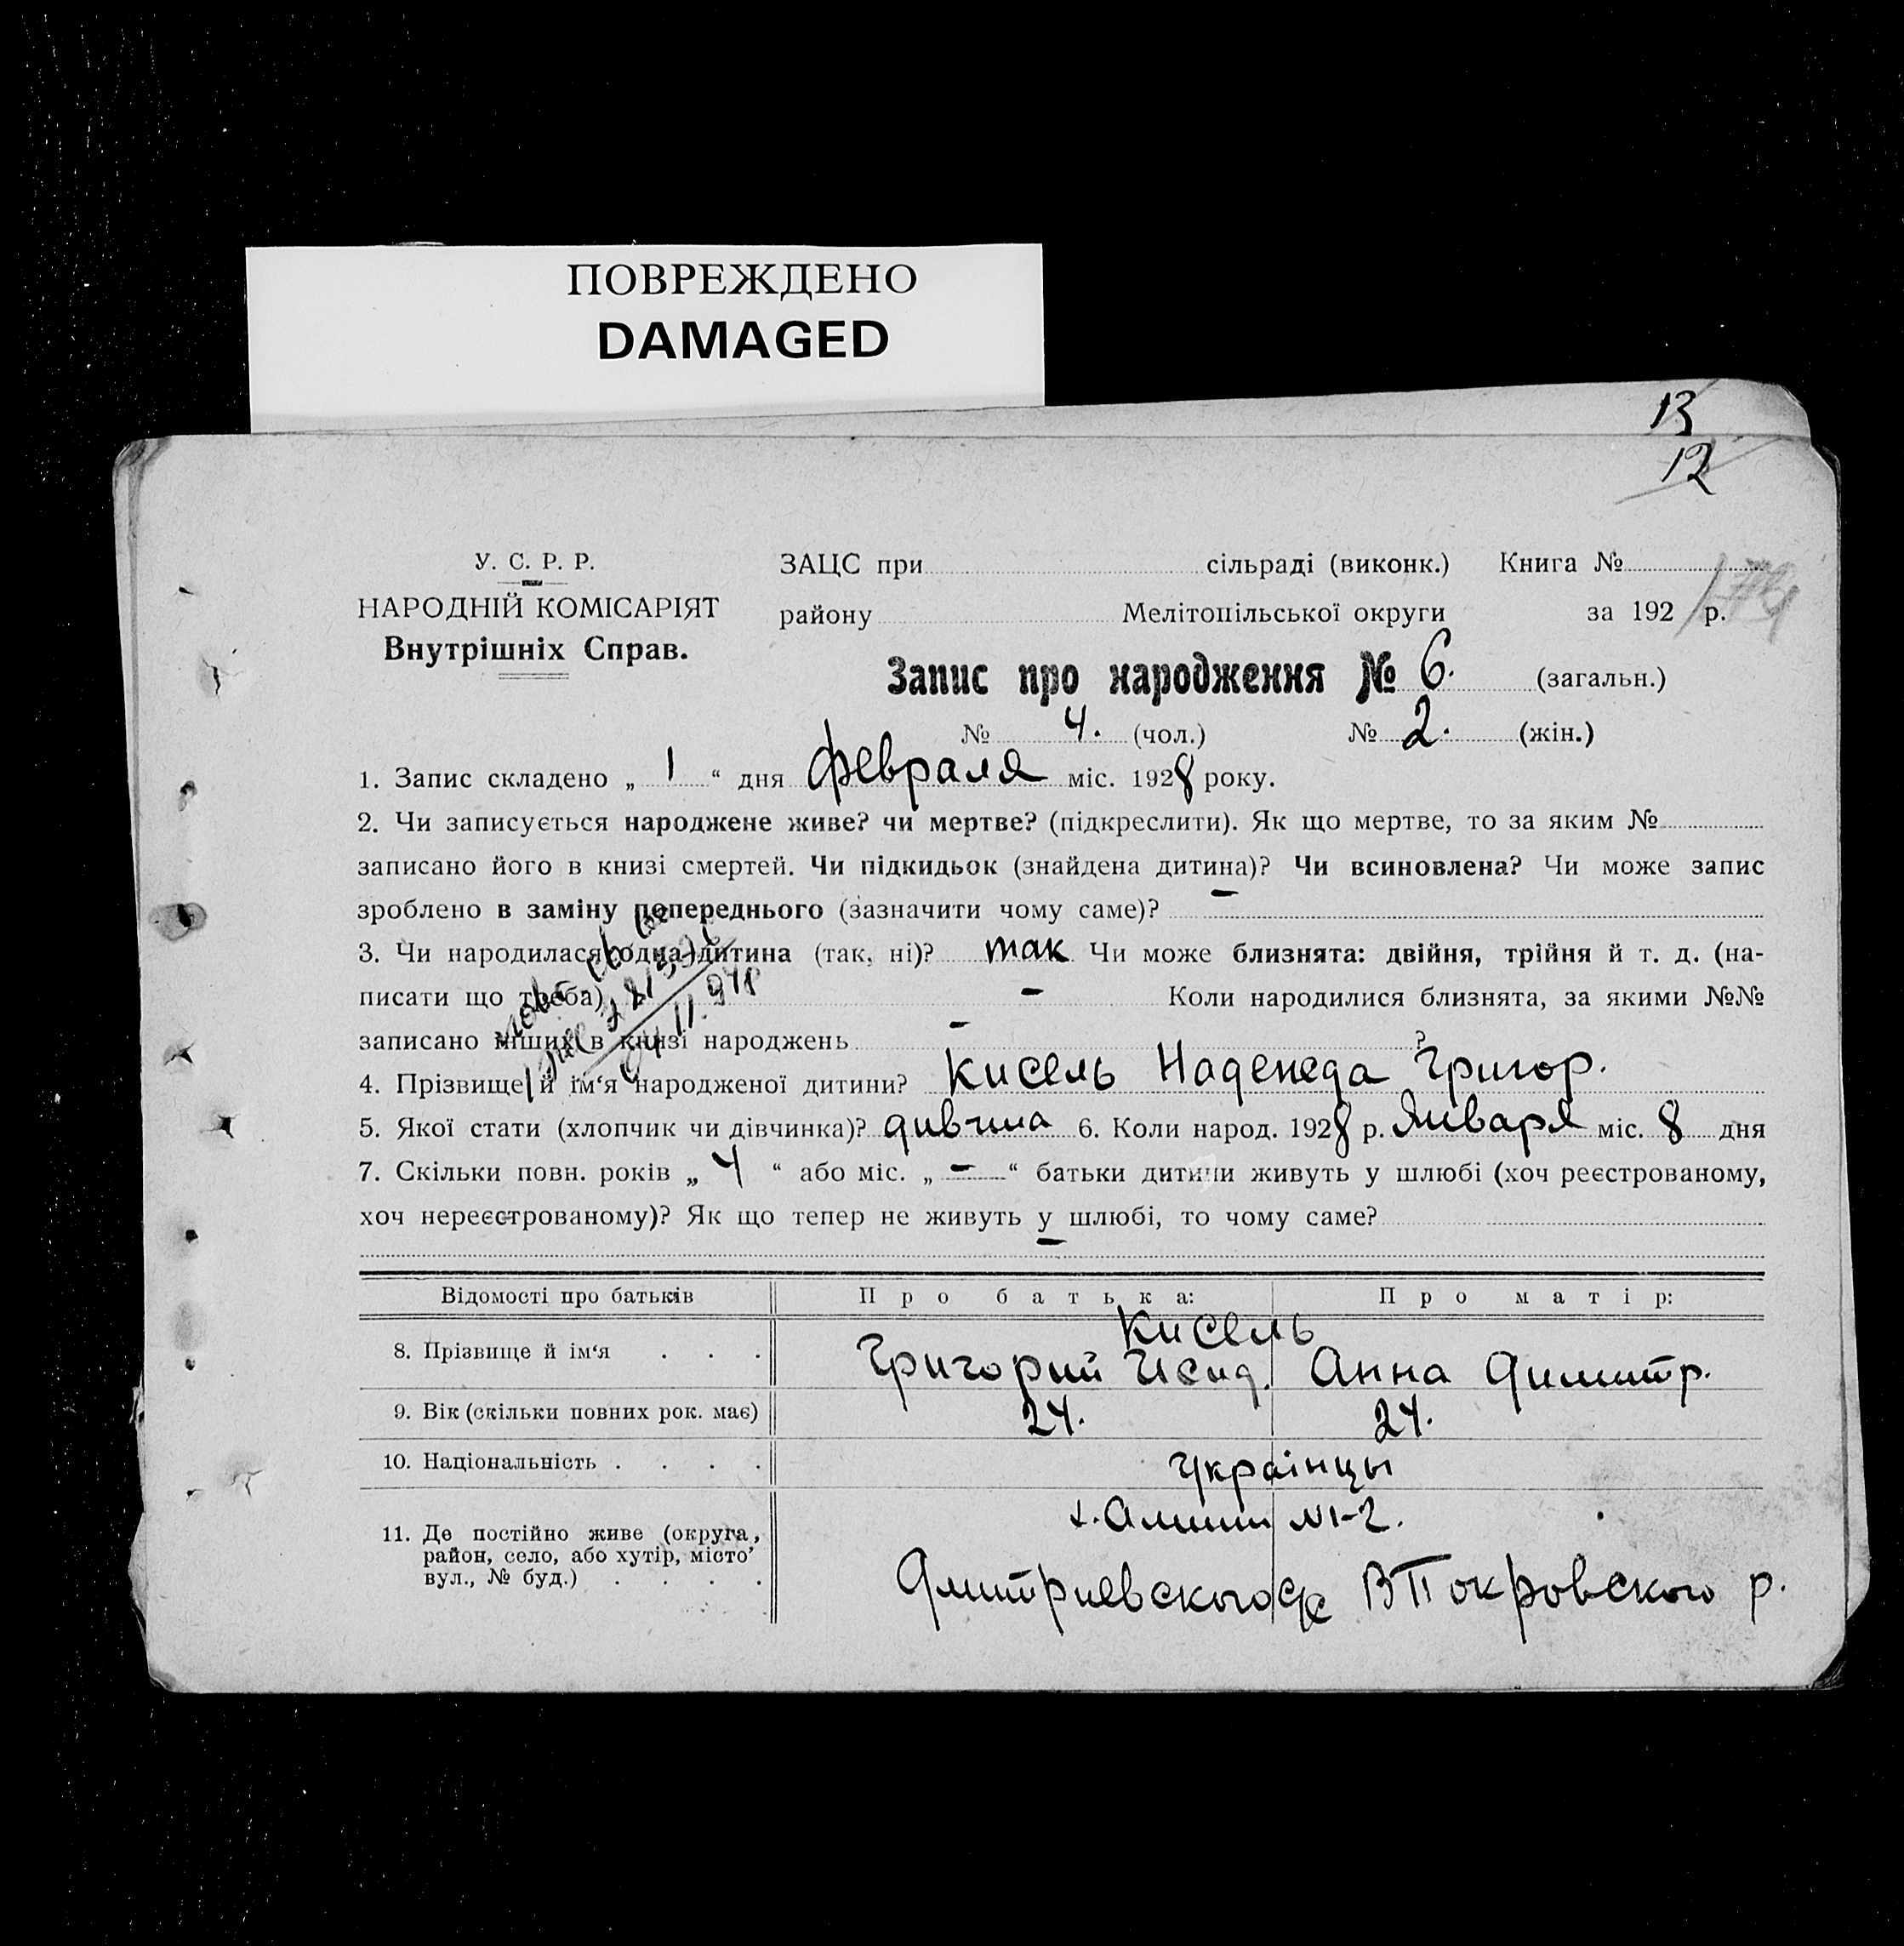 ПОВРЕЖДЕНО
DAMAGED
13
12
У. С. Р. Р.
НАРОДНІЙ КОМІСАРІЯТ
Внутрішніх Справ.
ЗАЦС при сільраді (виконк.) Книга №
району Мелітопільської округи за 192 р.
Запис про народження № 6. (загальн.)
№ 4. (чол.) № 2. (жін.)
1. Запис складено „ 1 “ дня февраля міс. 1928 року.
2. Чи записується народжене живе? чи мертве? (підкреслити). Як що мертве, то за яким №
записано його в книзі смертей. Чи підкидьок (знайдена дитина)? Чи всиновлена? Чи може запис
зроблено в заміну попереднього (зазначити чому саме)? —
3. Чи народилася (одна) дитина (так, ні)? так Чи може близнята: двійня, трійня й т. д. (на-
писати що треба) — Коли народилися близнята, за якими №№
записано инших в книзі народжень — ?
4. Прізвище й ім‘я народженої дитини? Кисель Надежда Григор.
5. Якої стати (хлопчик чи дівчинка)? дивчина 6. Коли народ. 1928 р. Января міс. 8 дня
7. Скільки повн. років „ 4 “ або міс. „ — “ батьки дитини живуть у шлюбі (хоч реєстрованому,
хоч нереєстрованому)? Як що тепер не живуть у шлюбі, то чому саме?
—
Відомості про батьків Про батька: Про матір:
Кисель
8. Прізвище й ім‘я . . . Григорий Исид. Анна Димитр.
9. Вік (скільки повних рок. має) 24. 24.
10. Національність . . . . Украінцы
11. Де постійно живе (округа,
район, село, або хутір, місто’
вул., № буд.) . . . .
№1-2.
Дмитриевского с/с ВПокровского р.